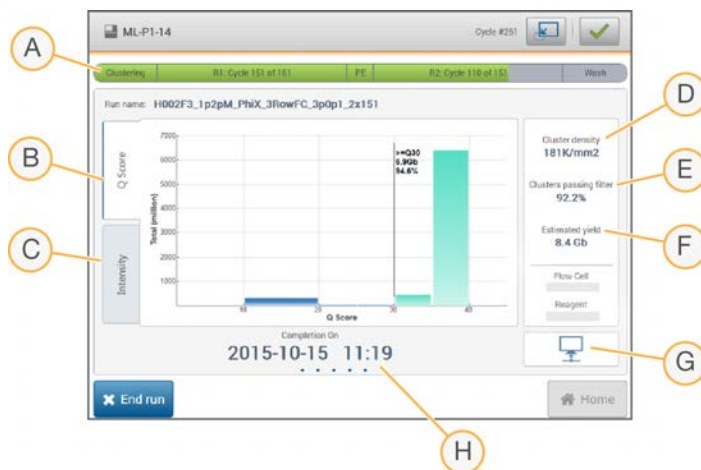 ML-P1-14
Cycle #251
A
Clustering
R1: Cycle 151 of 151
PE
R2: Cycle 110 of 151
Wash
Run name: H002F3_1p2pM_PhiX_3RowFC_3p0p1_2x151
D
B
Q Score
7000
6000
5000
4000
3000
2000
1000
Total (million)
>=Q30
6.9Gb
94.6%
10
20
30
40
Q Score
Cluster density
181K/mm2
E
Clusters passing filter
92.2%
C
Intensity
Estimated yield
8.4 Gb
F
Flow Cell
Reagent
Completion On
2015-10-15 11:19
G
End run
Home
H